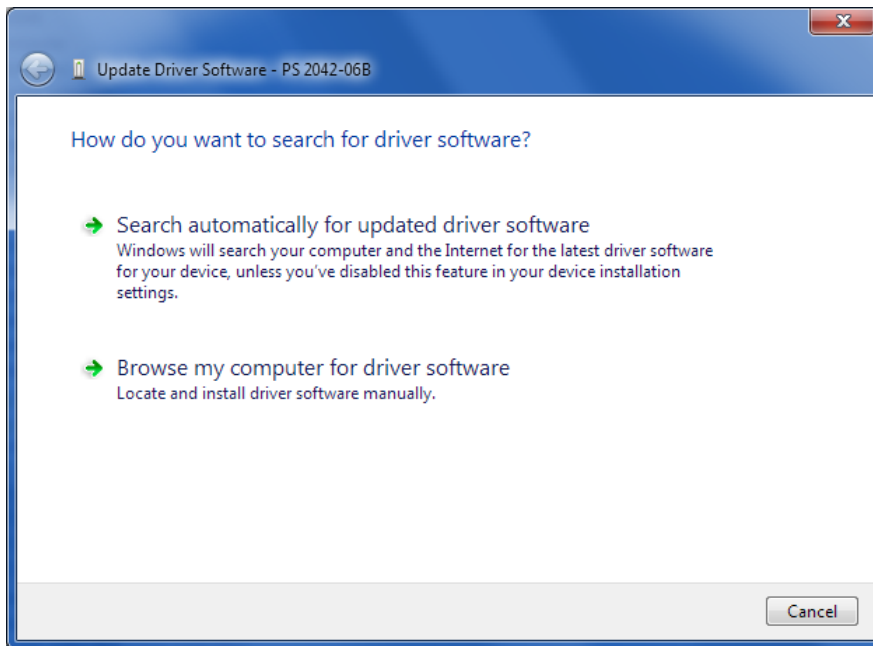 Update Driver Software - PS 2042-06B
How do you want to search for driver software?
Search automatically for updated driver software
Windows will search your computer and the Internet for the latest driver software
for your device, unless you've disabled this feature in your device installation
settings.
Browse my computer for driver software
Locate and install driver software manually.
Cancel